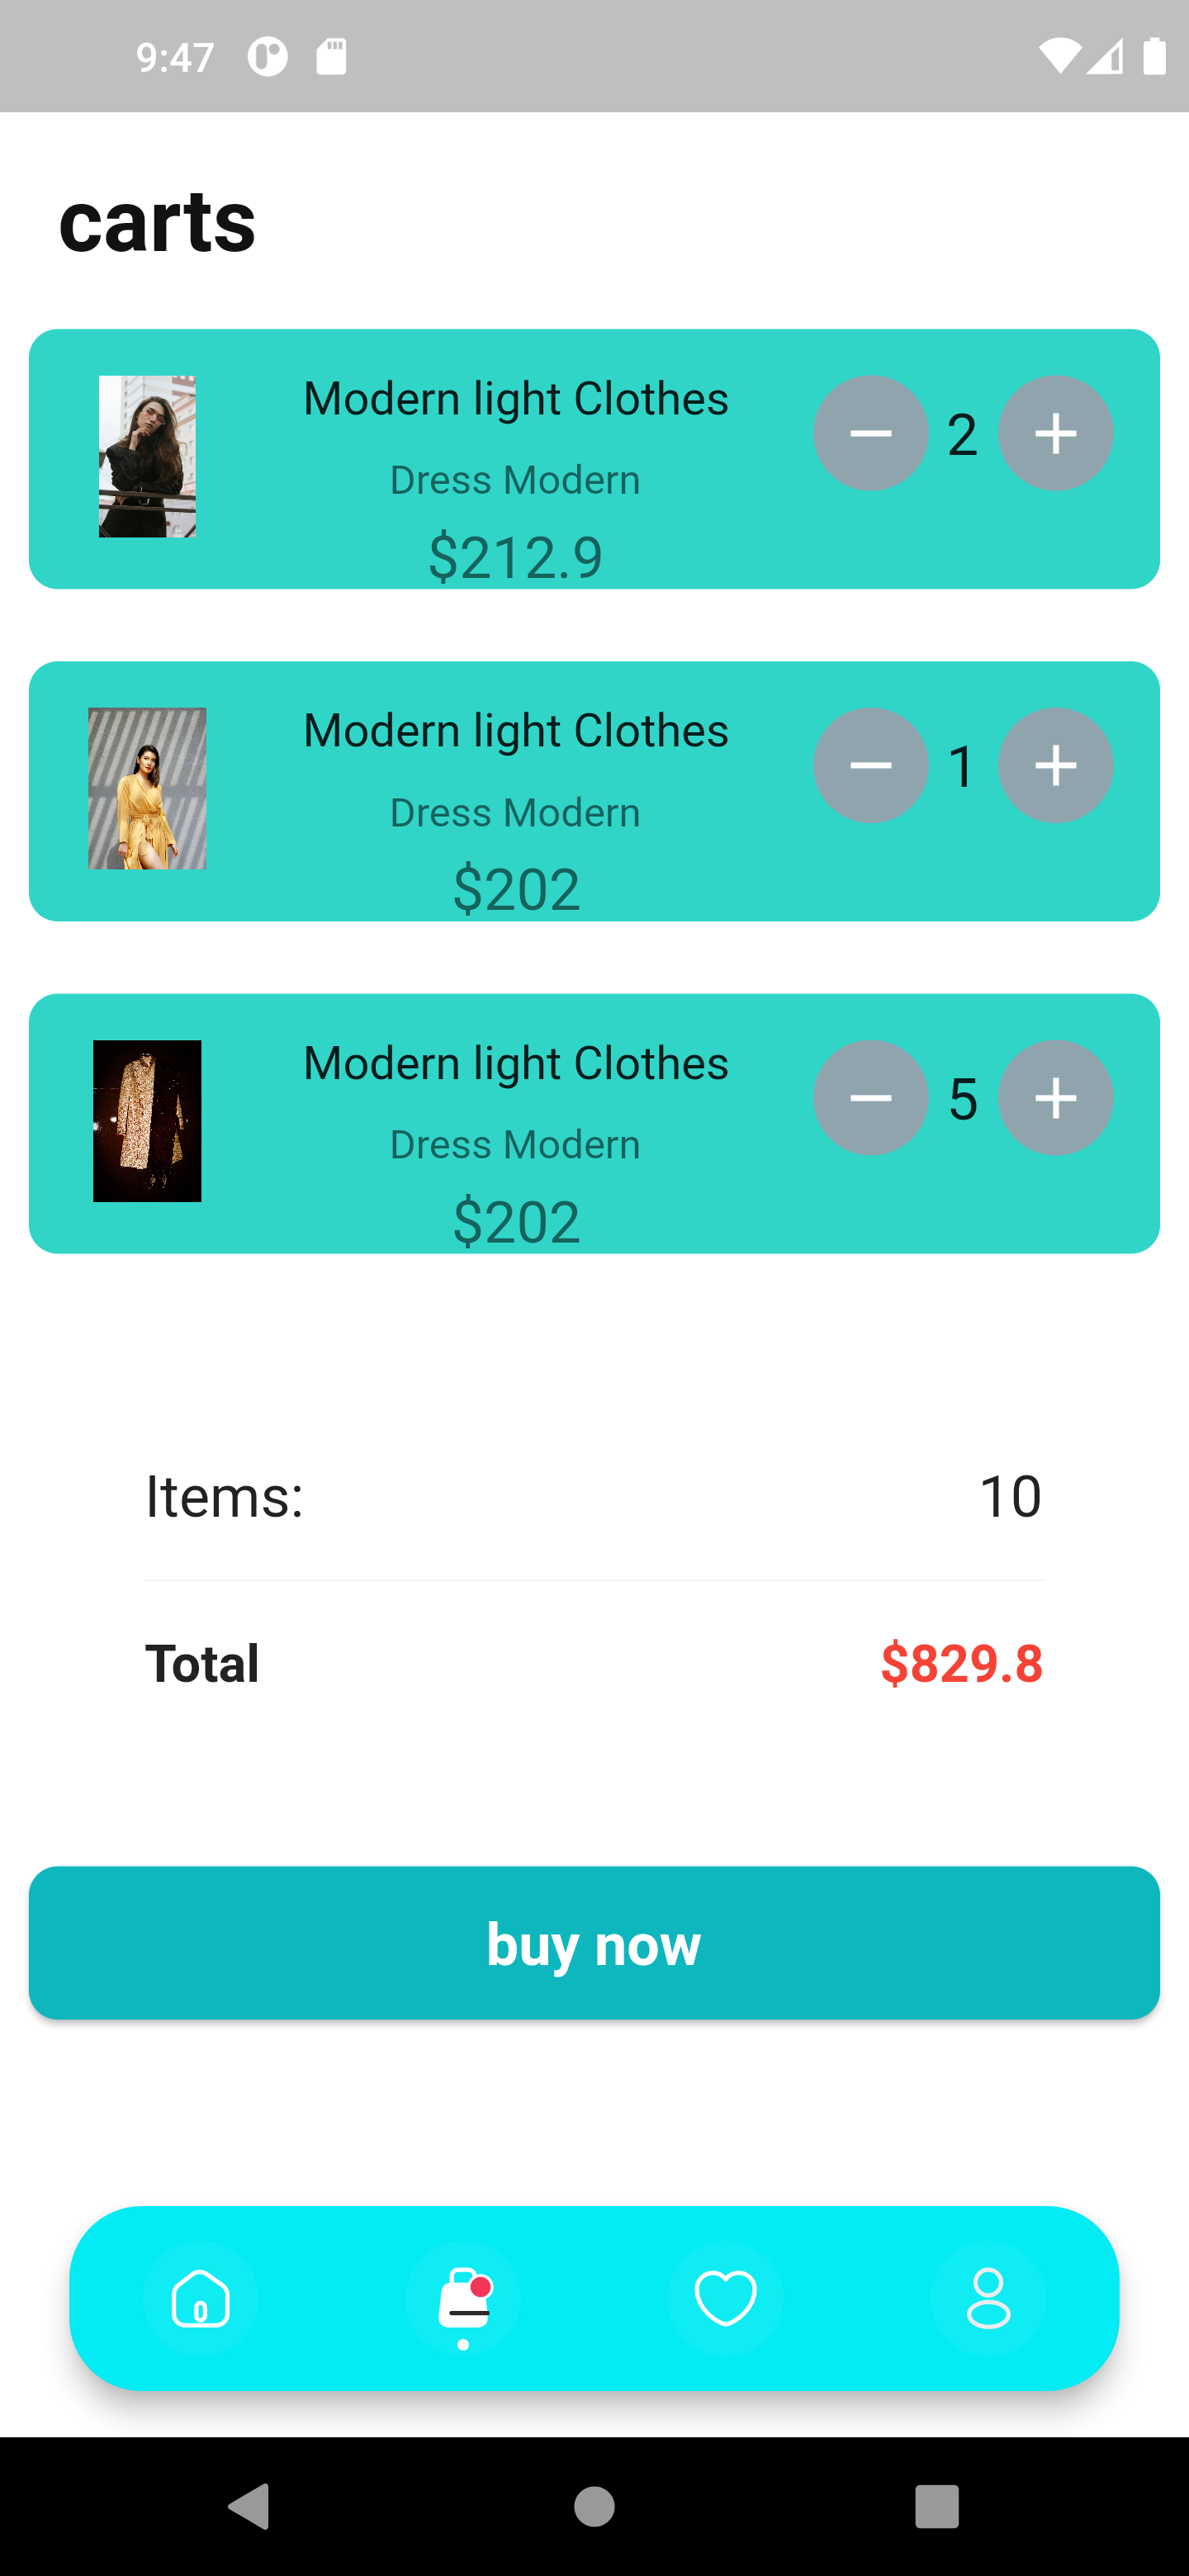 9:47
carts
Modern light Clothes
2
Dress Modern
$212.9
Modern light Clothes
1
Dress Modern
$202
Modern light Clothes
5
Dress Modern
$202
Items: 10
Total $829.8
buy now